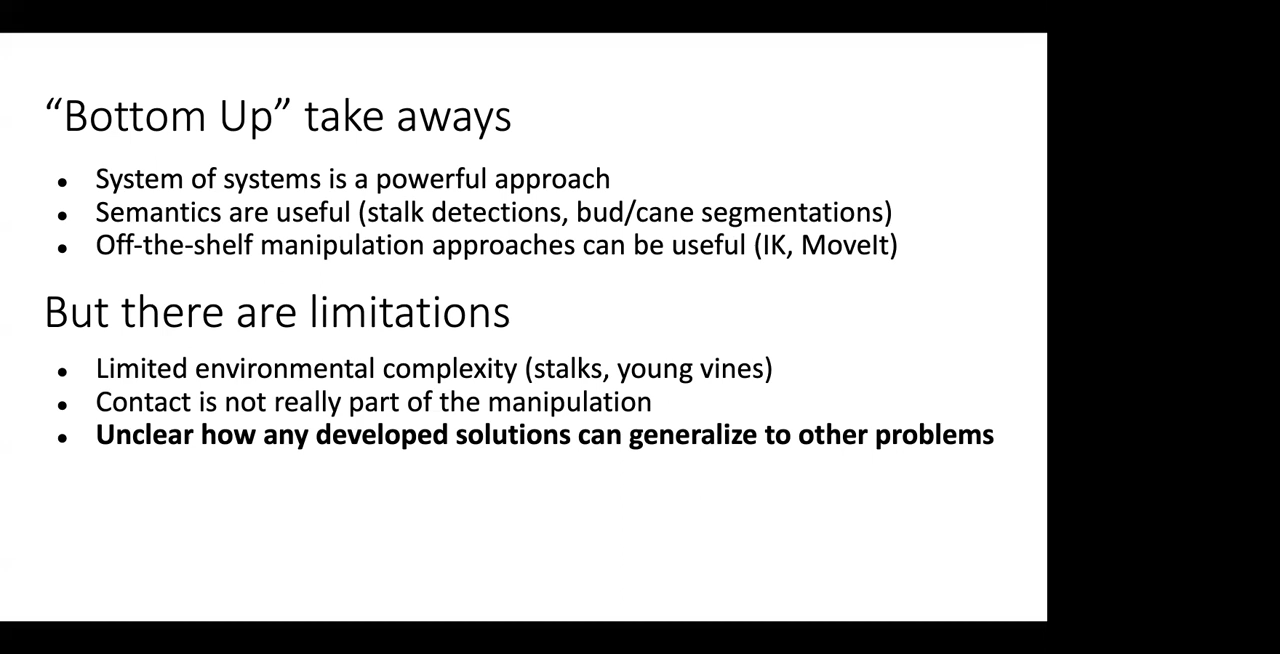 “Bottom Up” take aways
• System of systems is a powerful approach
• Semantics are useful (stalk detections, bud/cane segmentations)
• Off-the-shelf manipulation approaches can be useful (IK, MoveIt)
But there are limitations
• Limited environmental complexity (stalks, young vines)
• Contact is not really part of the manipulation
• Unclear how any developed solutions can generalize to other problems